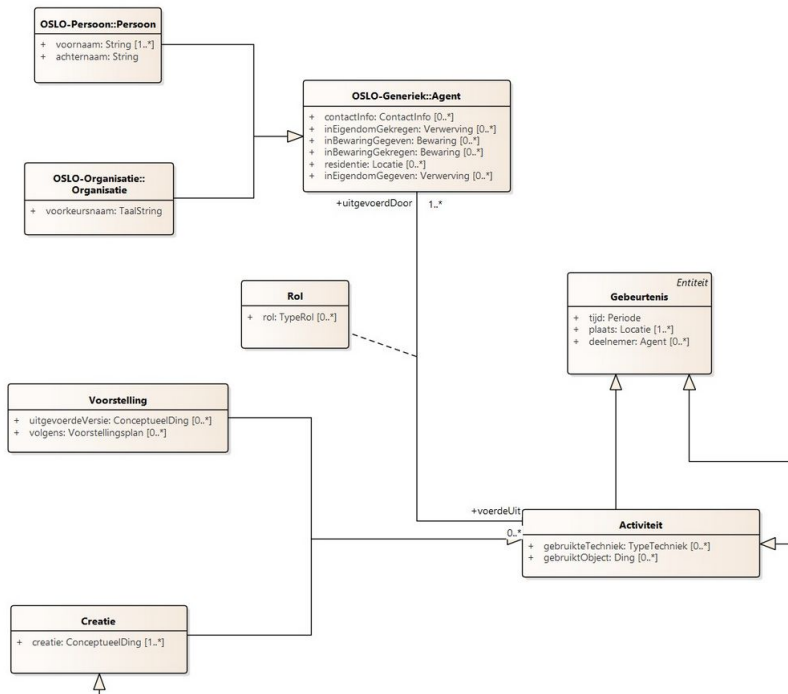 OSLO-Persoon::Persoon
+ voornaam: String [1..*]
+ achternaam: String
OSLO-Generiek::Agent
+ contactInfo: ContactInfo [0..*]
+ inEigendomGekregen: Verwerving [0..*]
+ inBewaringGegeven: Bewaring [0..*]
+ inBewaringGekregen: Bewaring [0..*]
+ residentie: Locatie [0..*]
+ inEigendomGegeven: Verwerving [0..*]
OSLO-Organisatie::
Organisatie
+ voorkeursnaam: TaalString
+uitgevoerdDoor 1..*
Rol
+ rol: TypeRol [0..*]
Entiteit
Gebeurtenis
+ tijd: Periode
+ plaats: Locatie [1..*]
+ deelnemer: Agent [0..*]
Voorstelling
+ uitgevoerdeVersie: ConceptueelDing [0..*]
+ volgens: Voorstellingsplan [0..*]
+voerdeUit
0..*
Activiteit
+ gebruikteTechniek: TypeTechniek [0..*]
+ gebruiktObject: Ding [0..*]
Creatie
+ creatie: ConceptueelDing [1..*]